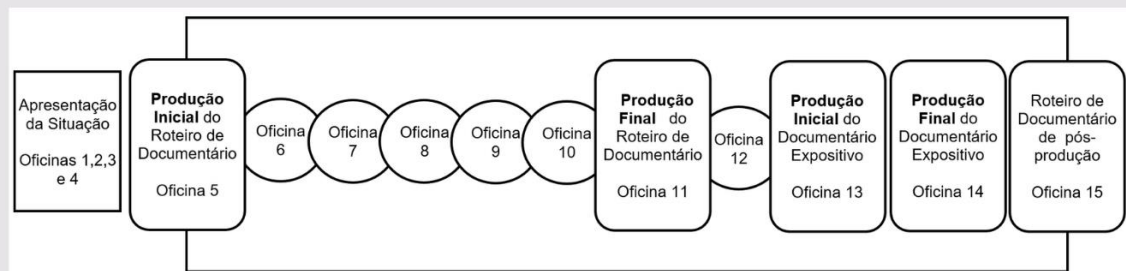 Apresentação
da Situação
Oficinas 1,2,3
e 4
Produção
Inicial do
Roteiro de
Documentário
Oficina 5
Oficina
6
Oficina
7
Oficina
8
Oficina
9
Oficina
10
Produção
Final do
Roteiro de
Documentário
Oficina 11
Oficina
12
Produção
Inicial do
Documentário
Expositivo
Oficina 13
Produção
Final do
Documentário
Expositivo
Oficina 14
Roteiro de
Documentário
de pós-
produção
Oficina 15